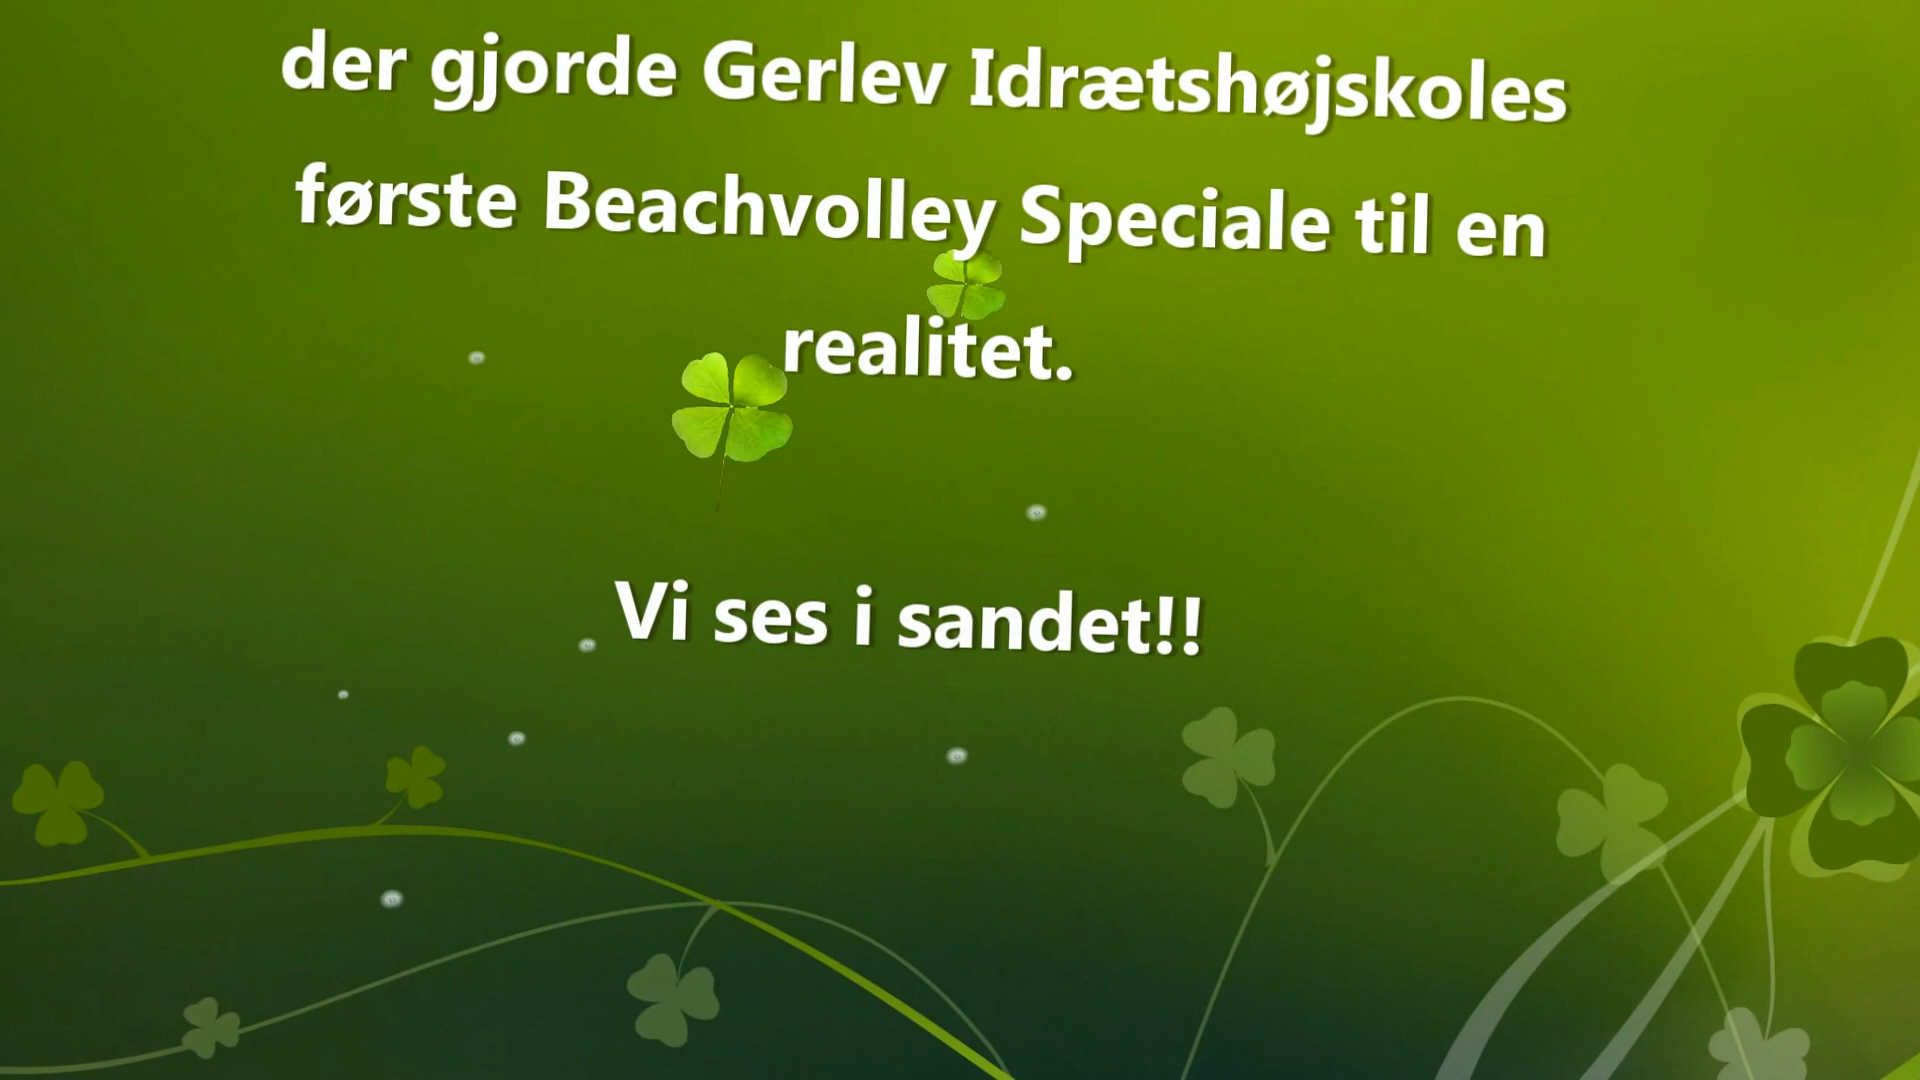 der gjorde Gerlev Idrætshøjskoles
første Beachvolley Speciale til en
realitet.
Vi ses i sandet!!